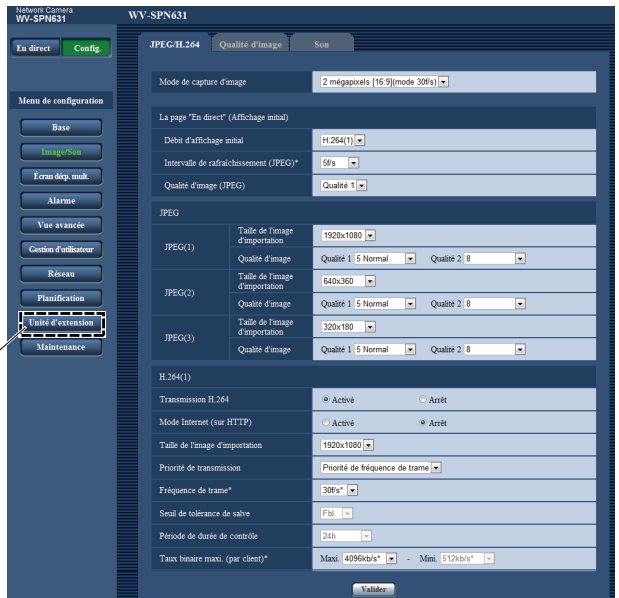 Network Camera
WV-SPN631
WV-SPN631
En direct
Config.
Menu de configuration
Base
Image/Son
Écran dép. mult.
Alarme
Vue avancée
Gestion d'utilisateur
Réseau
Planification
Unité d'extension
Maintenance
JPEG/H.264
Qualité d'image
Son
Mode de capture d'image
2 mégapixels [16:9](mode 30f/s)
La page "En direct" (Affichage initial)
Débit d'affichage initial
H.264(1)
Intervalle de rafraîchissement (JPEG)*
5f/s
Qualité d'image (JPEG)
Qualité 1
JPEG
JPEG(1)
Taille de l'image d'importation
1920x1080
Qualité d'image
Qualité 1 5 Normal Qualité 2 8
JPEG(2)
Taille de l'image d'importation
640x360
Qualité d'image
Qualité 1 5 Normal Qualité 2 8
JPEG(3)
Taille de l'image d'importation
320x180
Qualité d'image
Qualité 1 5 Normal Qualité 2 8
H.264(1)
Transmission H.264
Activé Arrêt
Mode Internet (sur HTTP)
Activé Arrêt
Taille de l'image d'importation
1920x1080
Priorité de transmission
Priorité de fréquence de trame
Fréquence de trame*
30f/s*
Seuil de tolérance de salve
Fbl.
Période de durée de contrôle
24h
Taux binaire maxi. (par client)*
Maxi. 4096kb/s* - Mini. 512kb/s*
Valider